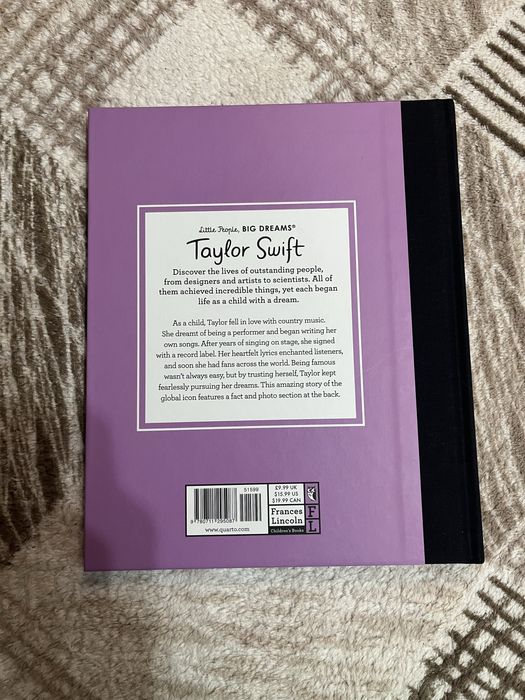 Little People, BIG DREAMS®
Taylor Swift
Discover the lives of outstanding people,
from designers and artists to scientists. All of
them achieved incredible things, yet each began
life as a child with a dream.
As a child, Taylor fell in love with country music.
She dreamt of being a performer and began writing her
own songs. After years of singing on stage, she signed
with a record label. Her heartfelt lyrics enchanted listeners,
and soon she had fans across the world. Being famous
wasn't always easy, but by trusting herself, Taylor kept
fearlessly pursuing her dreams. This amazing story of the
global icon features a fact and photo section at the back.
51599
9 780711 295087
www.quarto.com
£9.99 UK
$15.99 US
$19.99 CAN
Frances
Lincoln
Children's Books
F
L